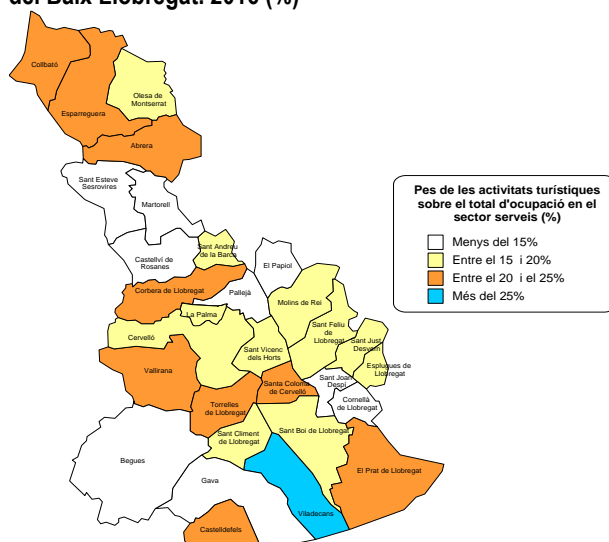 del Baix Llobregat. 2016 (%)
Collbató
Olesa de
Montserrat
Esparreguera
Abrera
Sant Esteve
Sesrovires
Martorell
Pes de les activitats turístiques
sobre el total d'ocupació en el
sector serveis (%)
Menys del 15%
Entre el 15 i 20%
Entre el 20 i el 25%
Més del 25%
Sant Andreu
de la Barca
Castellví de
Rosanes
El Papiol
Corbera de Llobregat
Pallejà
Molins de Rei
La Palma
Sant Feliu
de
Llobregat
Cervelló
Sant Vicenc
dels Horts
Sant Just
Desvern
Esplugues de
Llobregat
Vallirana
Santa Coloma
de Cervelló
Sant Joan
Despí
Cornellà
de Llobregat
Torrelles
de Llobregat
Sant Climent
de Llobregat
Sant Boi de Llobregat
Begues
El Prat de Llobregat
Gava
Viladecans
Castelldefels